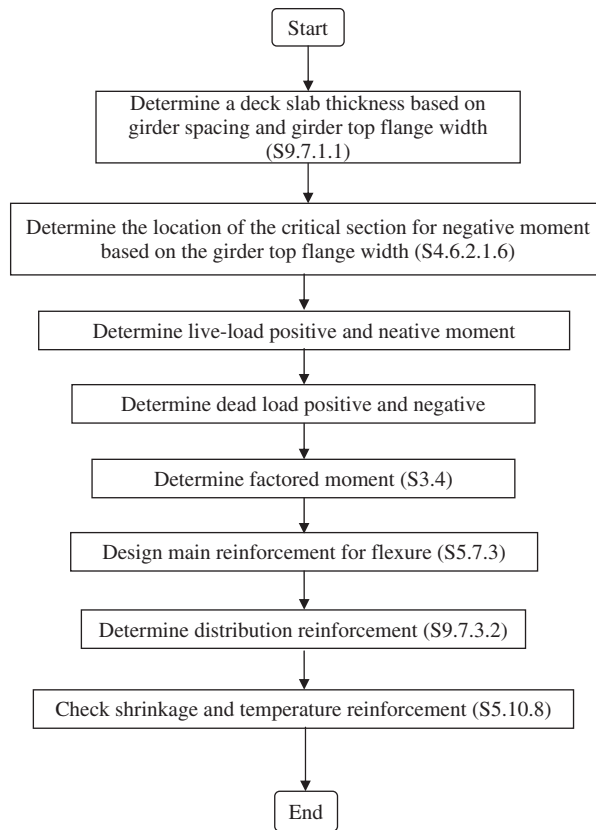 Start
Determine a deck slab thickness based on
girder spacing and girder top flange width
(S9.7.1.1)
Determine the location of the critical section for negative moment
based on the girder top flange width (S4.6.2.1.6)
Determine live-load positive and neative moment
Determine dead load positive and negative
Determine factored moment (S3.4)
Design main reinforcement for flexure (S5.7.3)
Determine distribution reinforcement (S9.7.3.2)
Check shrinkage and temperature reinforcement (S5.10.8)
End